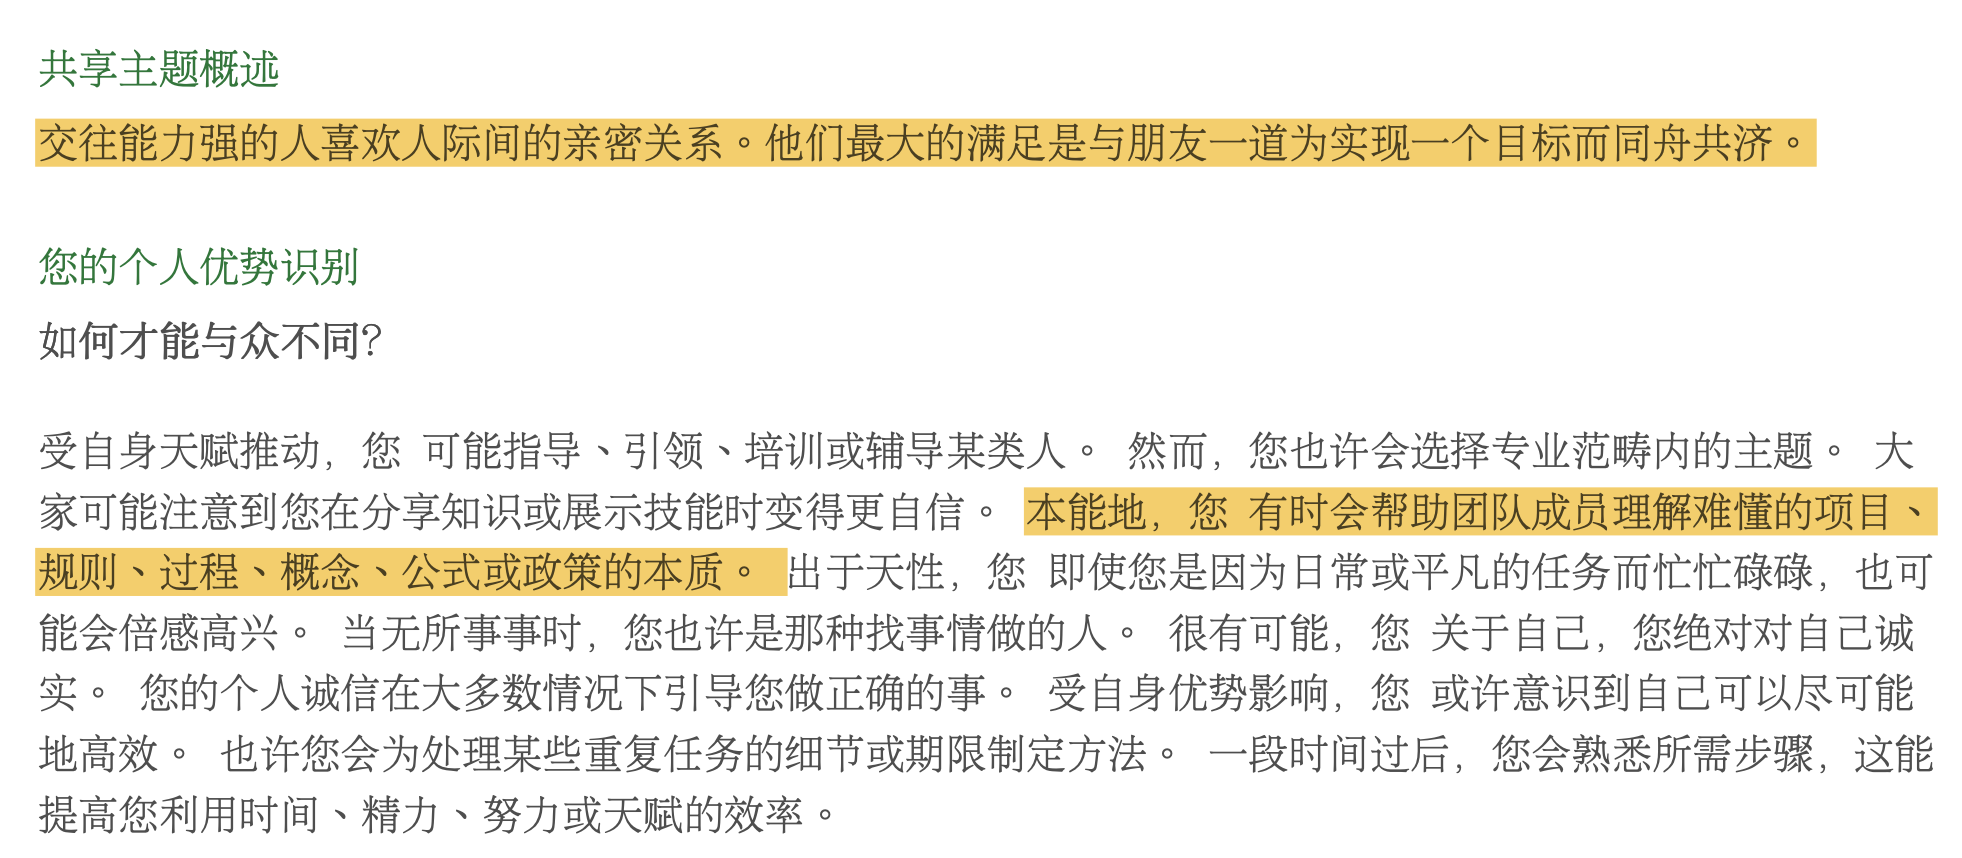 共享主题概述
交往能力强的人喜欢人际间的亲密关系。他们最大的满足是与朋友一道为实现一个目标而同舟共济。
您的个人优势识别
如何才能与众不同?
受自身天赋推动, 您 可能指导、引领、培训或辅导某类人。 然而, 您也许会选择专业范畴内的主题。 大
家可能注意到您在分享知识或展示技能时变得更自信。 本能地, 您 有时会帮助团队成员理解难懂的项目、
规则、过程、概念、公式或政策的本质。 出于天性, 您 即使您是因为日常或平凡的任务而忙忙碌碌, 也可
能会倍感高兴。 当无所事事时, 您也许是那种找事情做的人。 很有可能, 您 关于自己, 您绝对对自己诚
实。 您的个人诚信在大多数情况下引导您做正确的事。 受自身优势影响, 您 或许意识到自己可以尽可能
地高效。 也许您会为处理某些重复任务的细节或期限制定方法。 一段时间过后, 您会熟悉所需步骤, 这能
提高您利用时间、精力、努力或天赋的效率。